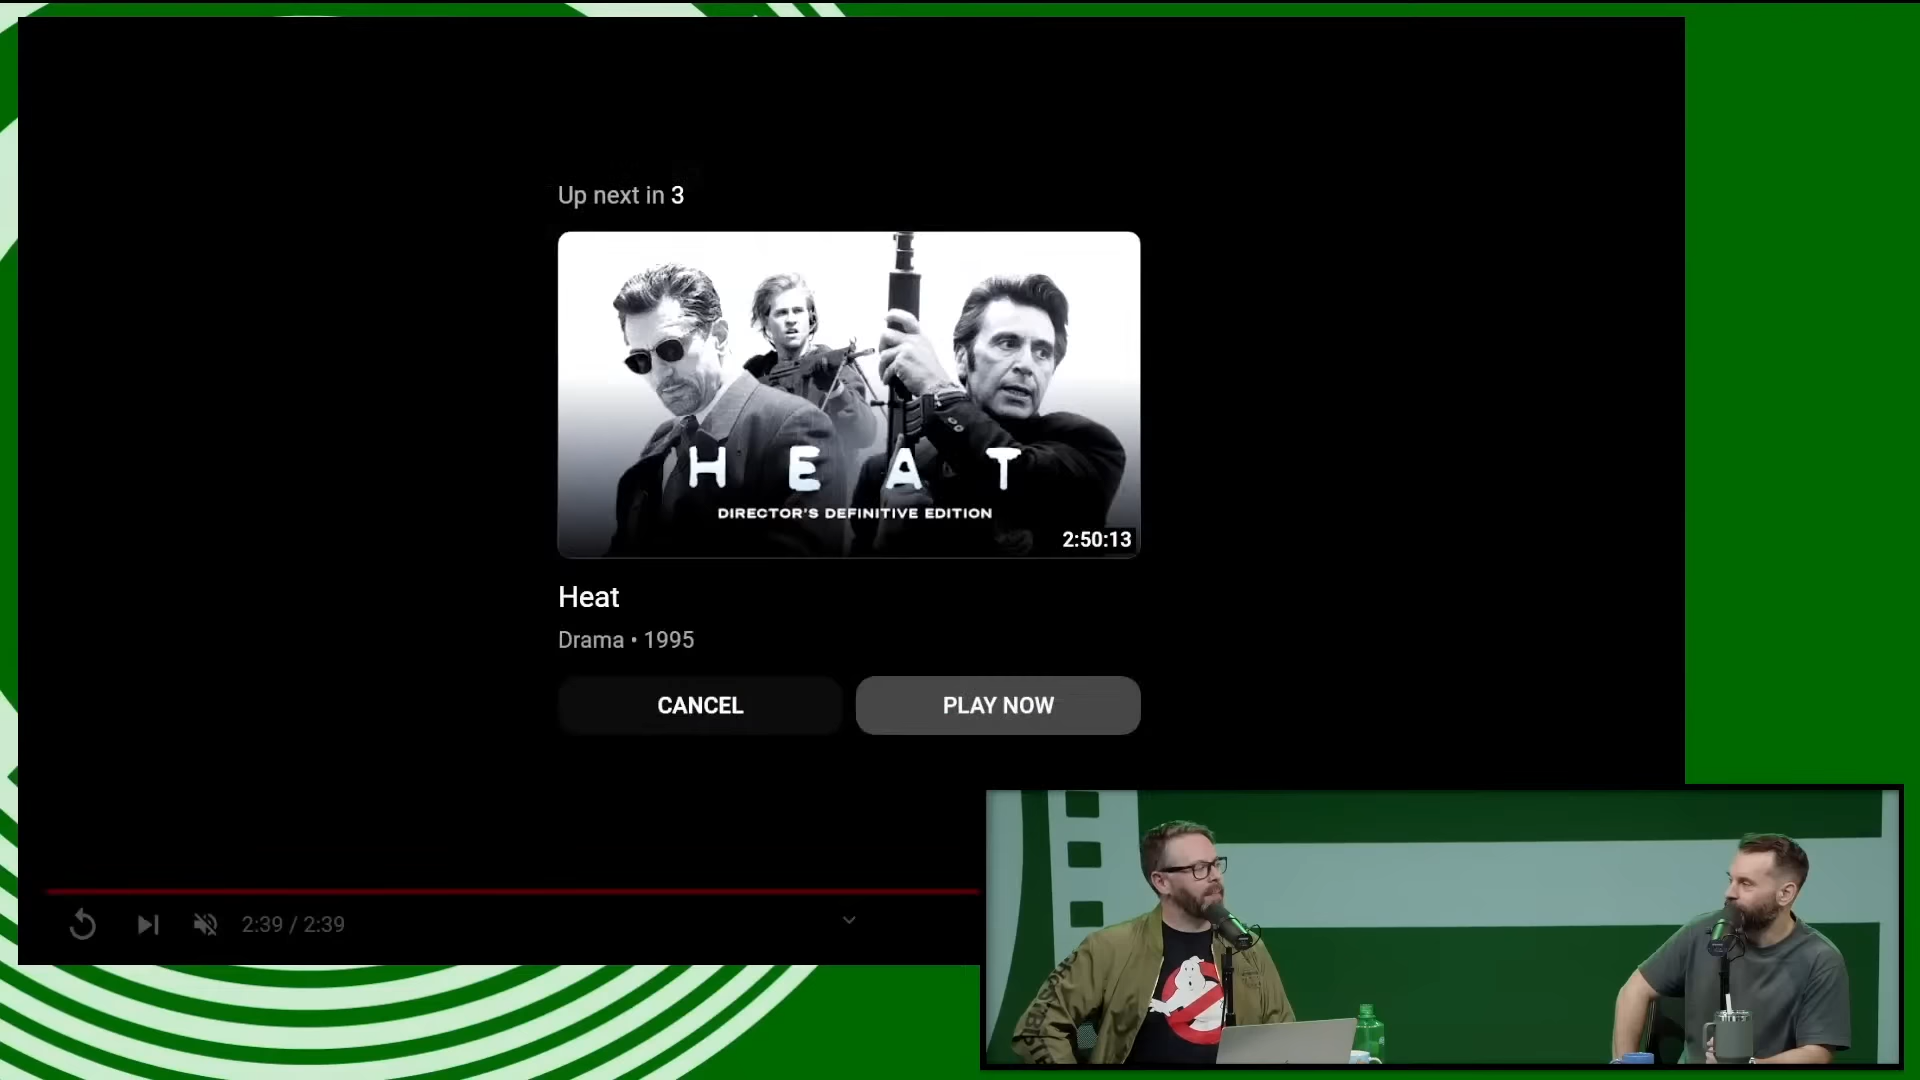 Up next in 3
HEAT
DIRECTOR'S DEFINITIVE EDITION
2:50:13
Heat
Drama • 1995
CANCEL
PLAY NOW
2:39 / 2:39